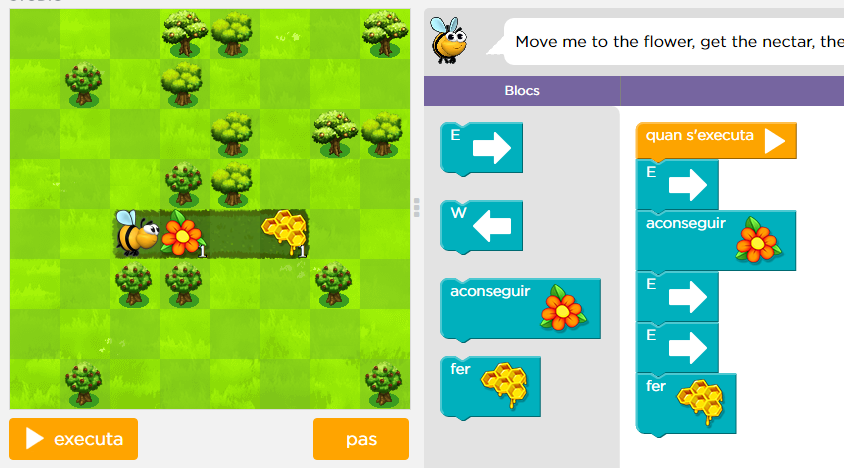 Move me to the flower, get the nectar, the
Blocs
E
W
aconseguir
fer
quan s'executa
E
aconseguir
E
E
fer
1
1
executa
pas